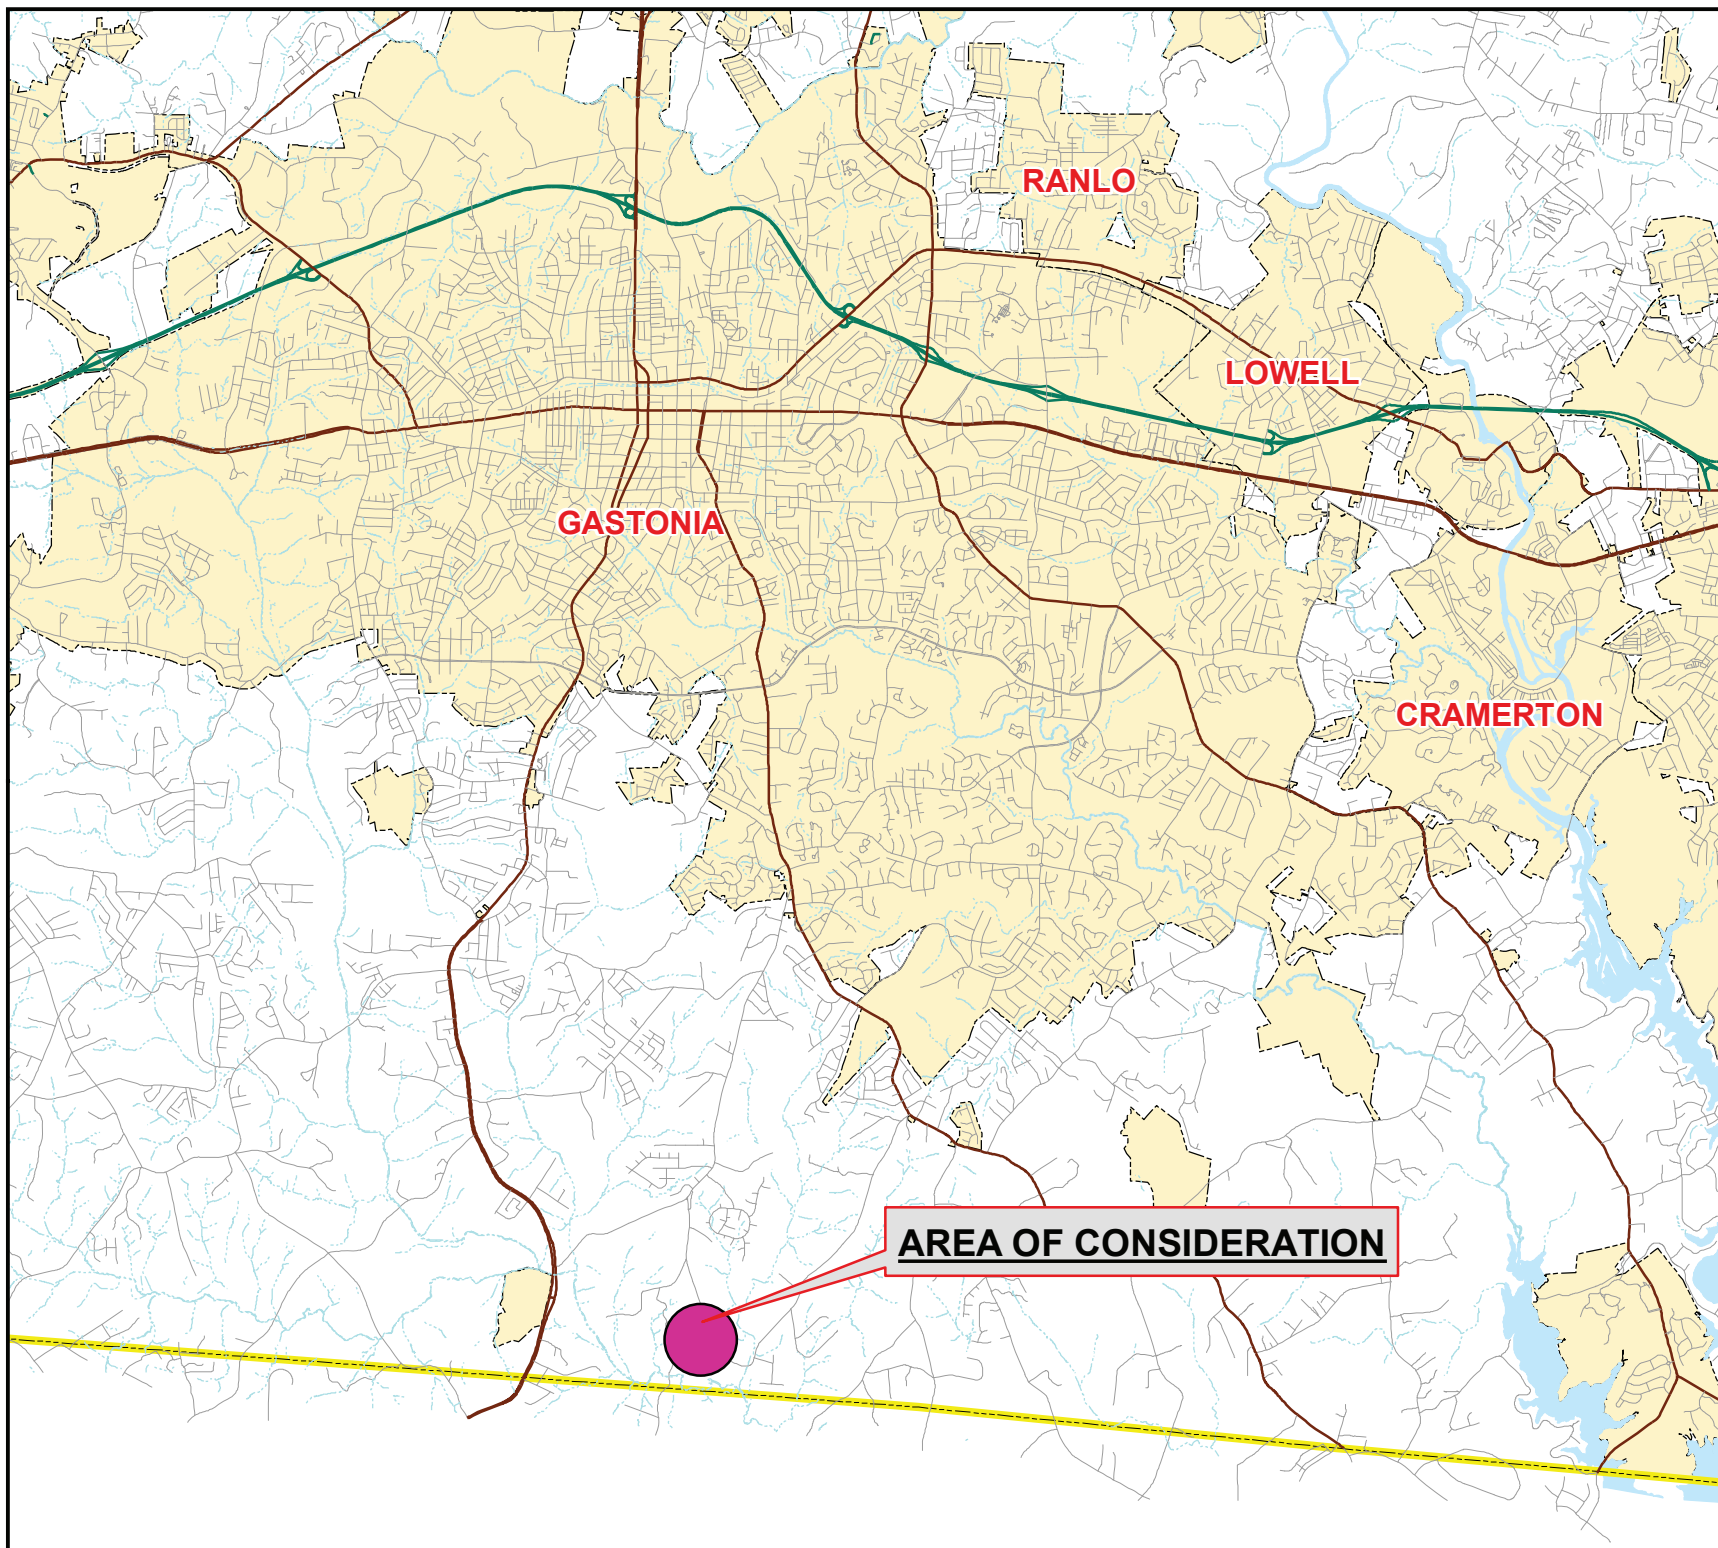 RANLO
LOWELL
GASTONIA
CRAMERTON
AREA OF CONSIDERATION